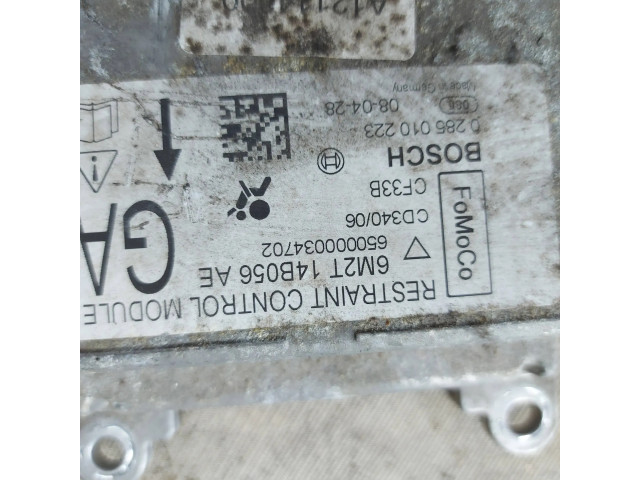 RESTRAINT CONTROL MODULE
6M2T 14B056 AE
650000034702
CD340/06
CF33B
FoMoCo
GA
BOSCH
0 285 010 223
08-04-28
Made in Germany